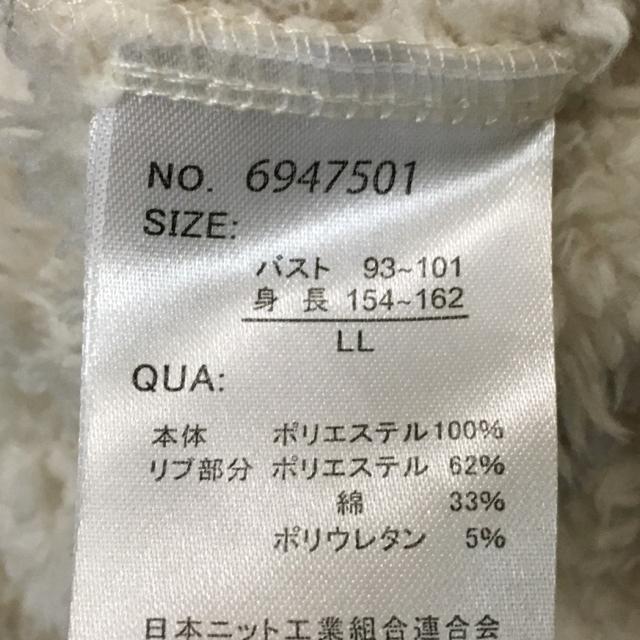 NO. 6947501
SIZE:
バスト 93~101
身長 154~162
LL
QUA:
本体 ポリエステル100%
リブ部分 ポリエステル 62%
綿 33%
ポリウレタン 5%
日本ニット工業組合連合会